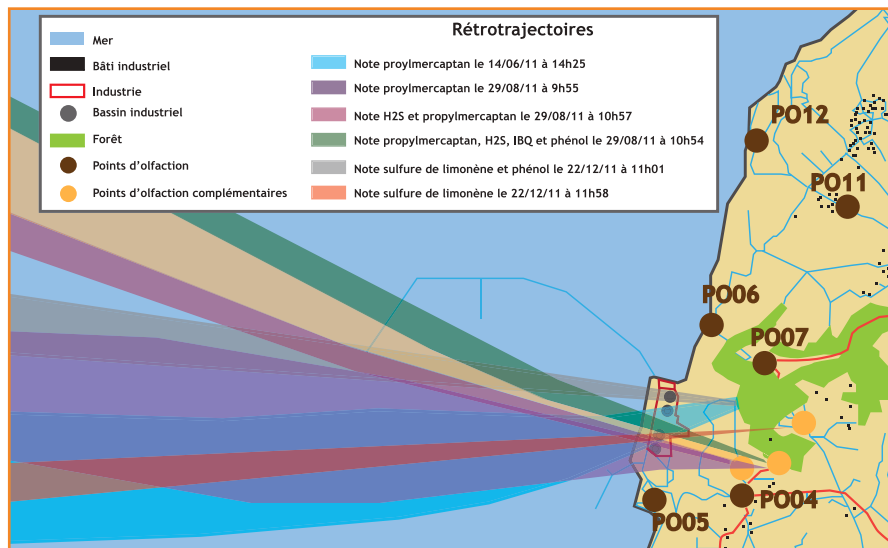 Rétrotrajectoires
Mer
Bâti industriel
Industrie
Bassin industriel
Forêt
Points d'olfaction
Points d'olfaction complémentaires
Note proylmercaptan le 14/06/11 à 14h25
Note proylmercaptan le 29/08/11 à 9h55
Note H2S et propylmercaptan le 29/08/11 à 10h57
Note propylmercaptan, H2S, IBQ et phénol le 29/08/11 à 10h54
Note sulfure de limonène et phénol le 22/12/11 à 11h01
Note sulfure de limonène le 22/12/11 à 11h58
PO12
PO11
PO06
PO07
PO04
PO05